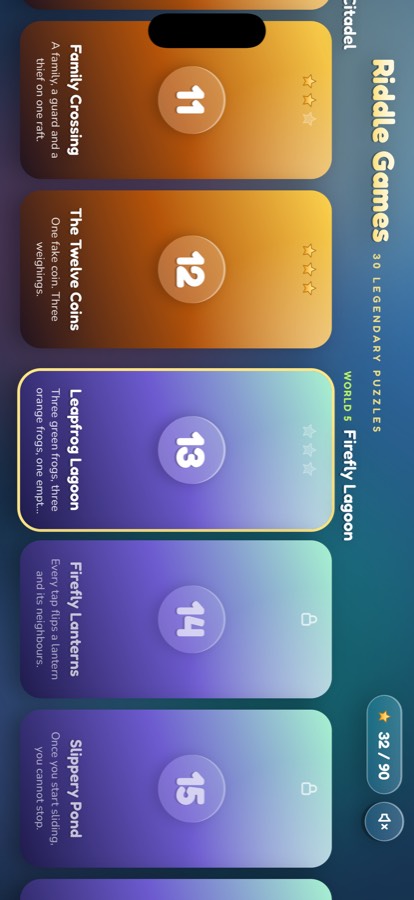 Riddle Games 30 LEGENDARY PUZZLES
32 / 90
Citadel
WORLD 5 Firefly Lagoon
11
Family Crossing
A family, a guard and a
thief on one raft.
12
The Twelve Coins
One fake coin. Three
weighings.
13
Leapfrog Lagoon
Three green frogs, three
orange frogs, one empt...
14
Firefly Lanterns
Every tap flips a lantern
and its neighbours.
15
Slippery Pond
Once you start sliding,
you cannot stop.